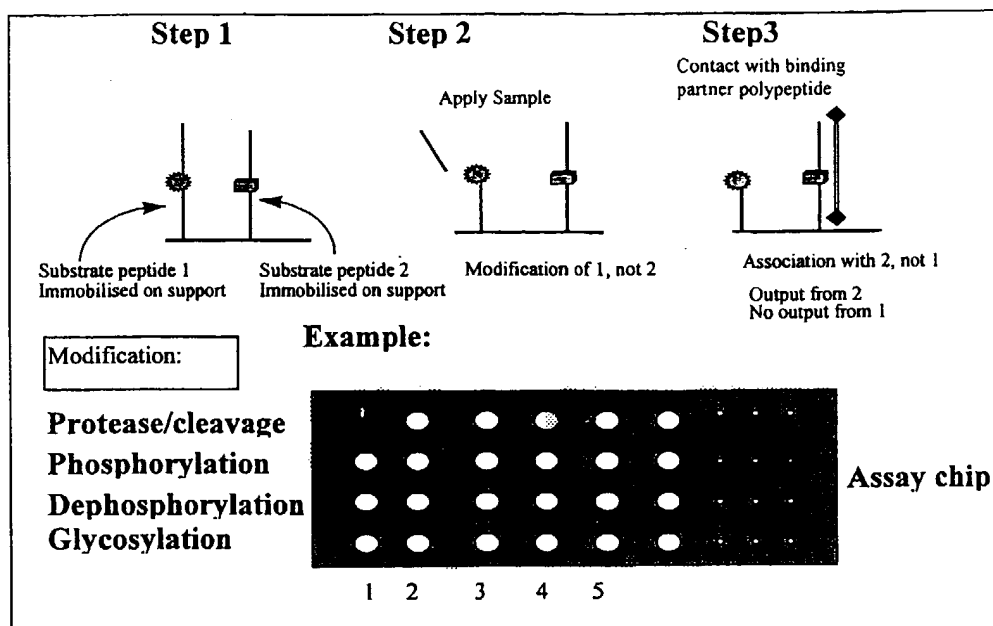 Step 1
Step 2
Step3
Contact with binding
partner polypeptide
Apply Sample
Substrate peptide 1
Immobilised on support
Substrate peptide 2
Immobilised on support
Modification of 1, not 2
Association with 2, not 1
Output from 2
No output from 1
Example:
Modification:
Protease/cleavage
Phosphorylation
Dephosphorylation
Glycosylation
Assay chip
1 2 3 4 5